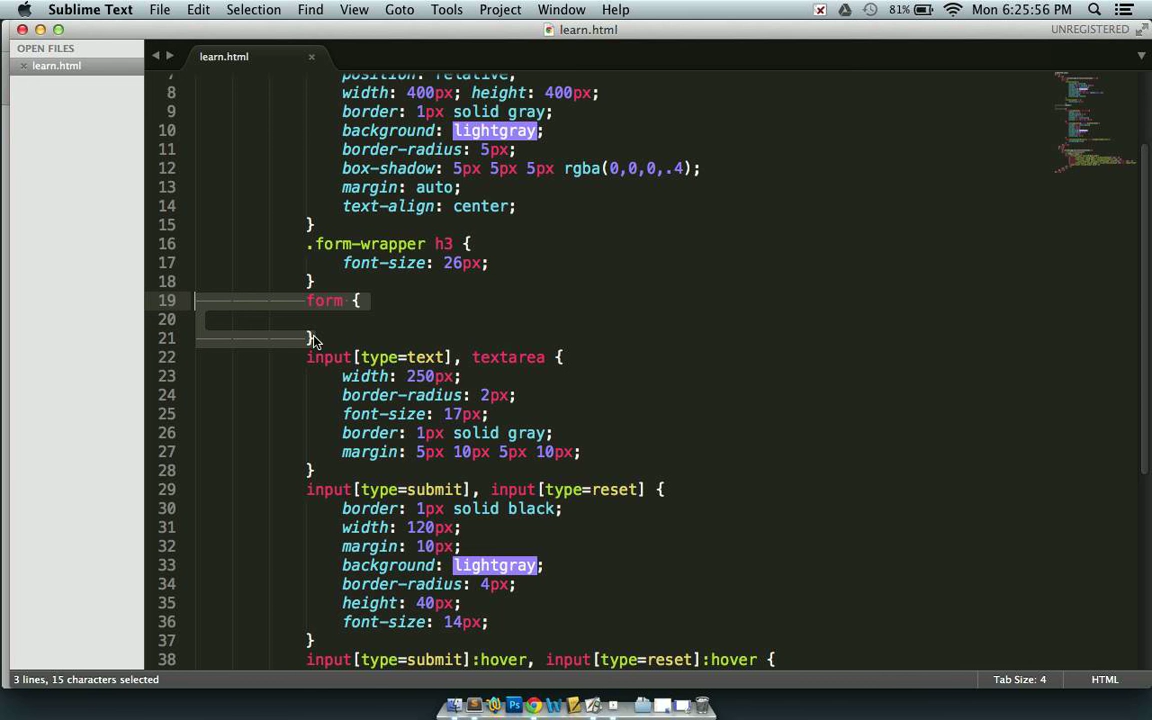 Sublime Text File Edit Selection Find View Goto Tools Project Window Help 81% Mon 6:25:56 PM
learn.html UNREGISTERED
OPEN FILES
learn.html
learn.html
7 position: relative;
8 width: 400px; height: 400px;
9 border: 1px solid gray;
10 background: lightgray;
11 border-radius: 5px;
12 box-shadow: 5px 5px 5px rgba(0,0,0,.4);
13 margin: auto;
14 text-align: center;
15 }
16 .form-wrapper h3 {
17 font-size: 26px;
18 }
19 form {
20
21 }
22 input[type=text], textarea {
23 width: 250px;
24 border-radius: 2px;
25 font-size: 17px;
26 border: 1px solid gray;
27 margin: 5px 10px 5px 10px;
28 }
29 input[type=submit], input[type=reset] {
30 border: 1px solid black;
31 width: 120px;
32 margin: 10px;
33 background: lightgray;
34 border-radius: 4px;
35 height: 40px;
36 font-size: 14px;
37 }
38 input[type=submit]:hover, input[type=reset]:hover {
3 lines, 15 characters selected Tab Size: 4 HTML